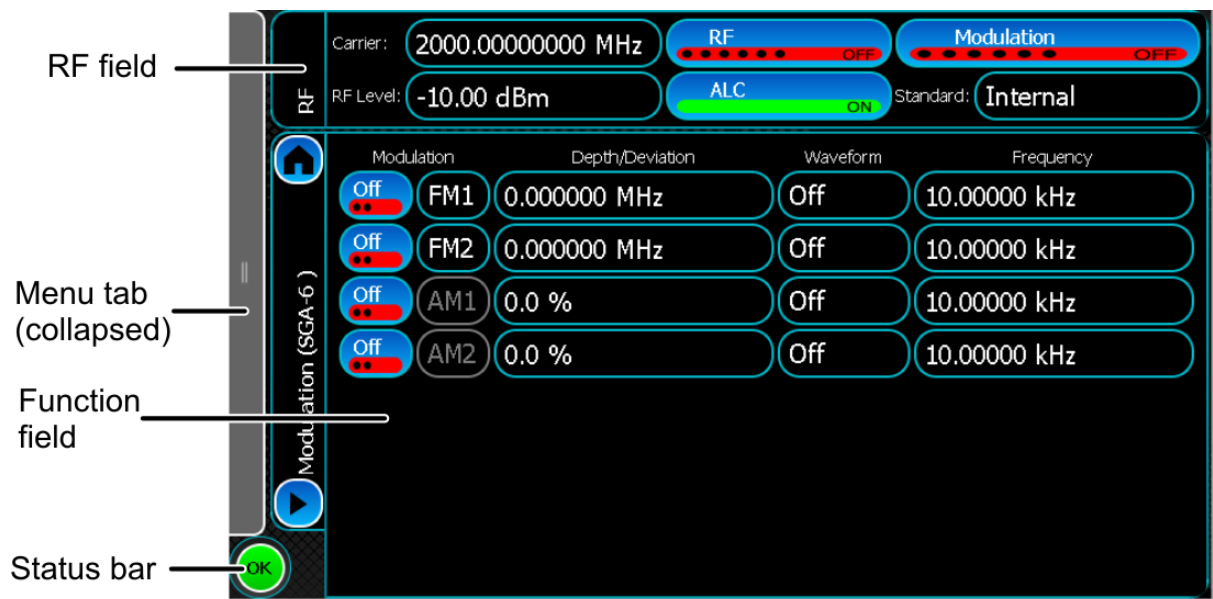 RF field
Menu tab
(collapsed)
Function
field
Status bar
RF
Carrier: 2000.00000000 MHz RF OFF Modulation OFF
RF Level: -10.00 dBm ALC ON Standard: Internal
Modulation (SGA-6)
Modulation Depth/Deviation Waveform Frequency
Off FM1 0.000000 MHz Off 10.00000 kHz
Off FM2 0.000000 MHz Off 10.00000 kHz
Off AM1 0.0 % Off 10.00000 kHz
Off AM2 0.0 % Off 10.00000 kHz
OK